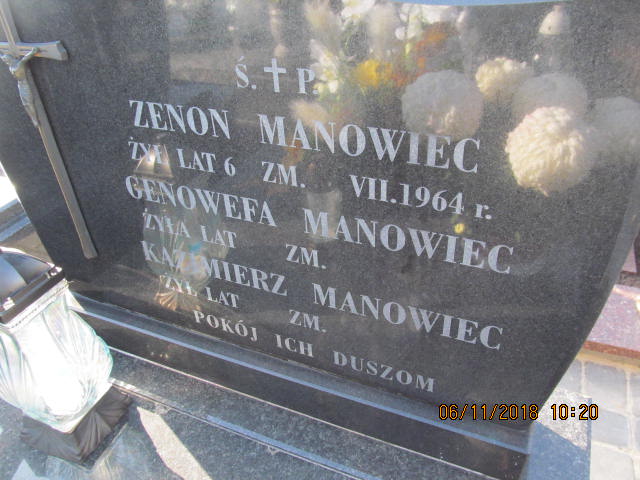 Ś. P.
ZENON MANOWIEC
ŻYŁ LAT 6 ZM. VII.1964 r.
GENOWEFA MANOWIEC
ŻYŁA LAT ZM.
KAZIMIERZ MANOWIEC
ŻYŁ LAT ZM.
POKÓJ ICH DUSZOM
06/11/2018 10:20